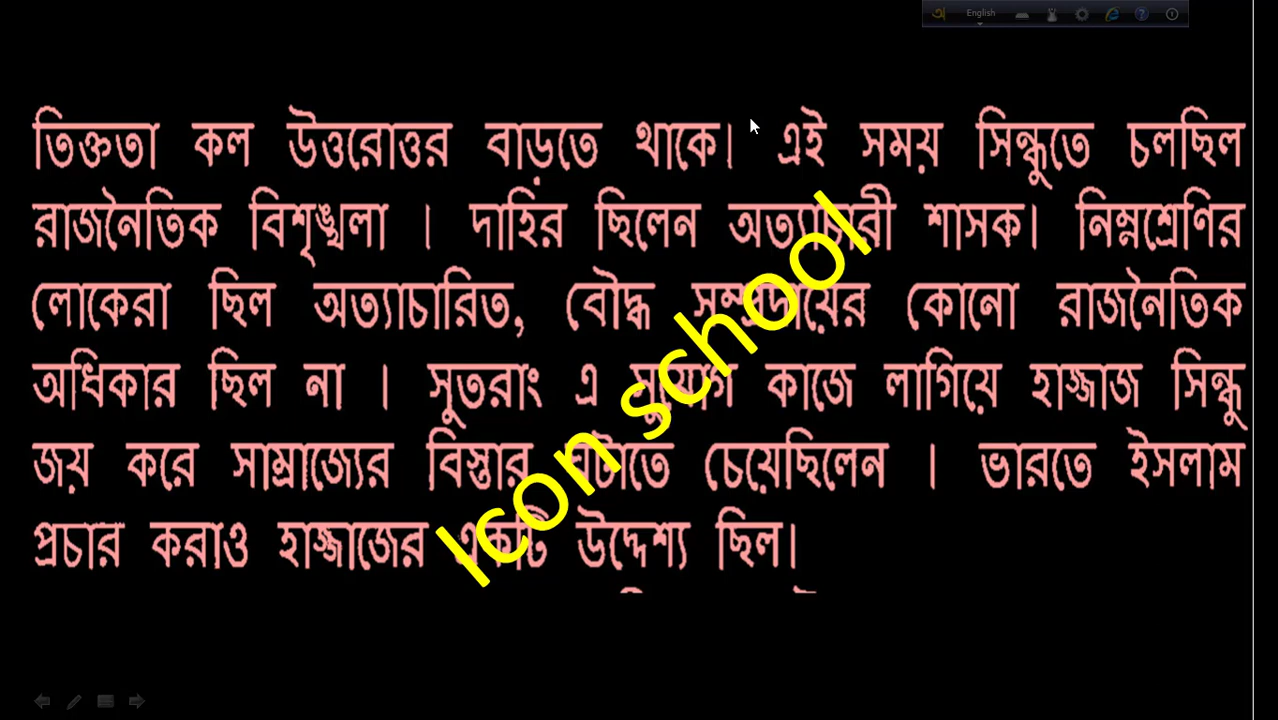 English
তিক্ততা কল উত্তরোত্তর বাড়তে থাকে। এই সময় সিন্ধুতে চলছিল
রাজনৈতিক বিশৃঙ্খলা । দাহির ছিলেন অত্যাচারী শাসক। নিম্নশ্রেণির
লোকেরা ছিল অত্যাচারিত, বৌদ্ধ সম্প্রদায়ের কোনো রাজনৈতিক
অধিকার ছিল না । সুতরাং এ সুযোগ কাজে লাগিয়ে হাজ্জাজ সিন্ধু
জয় করে সাম্রাজ্যের বিস্তার ঘটাতে চেয়েছিলেন । ভারতে ইসলাম
প্রচার করাও হাজ্জাজের একটি উদ্দেশ্য ছিল।
Icon school